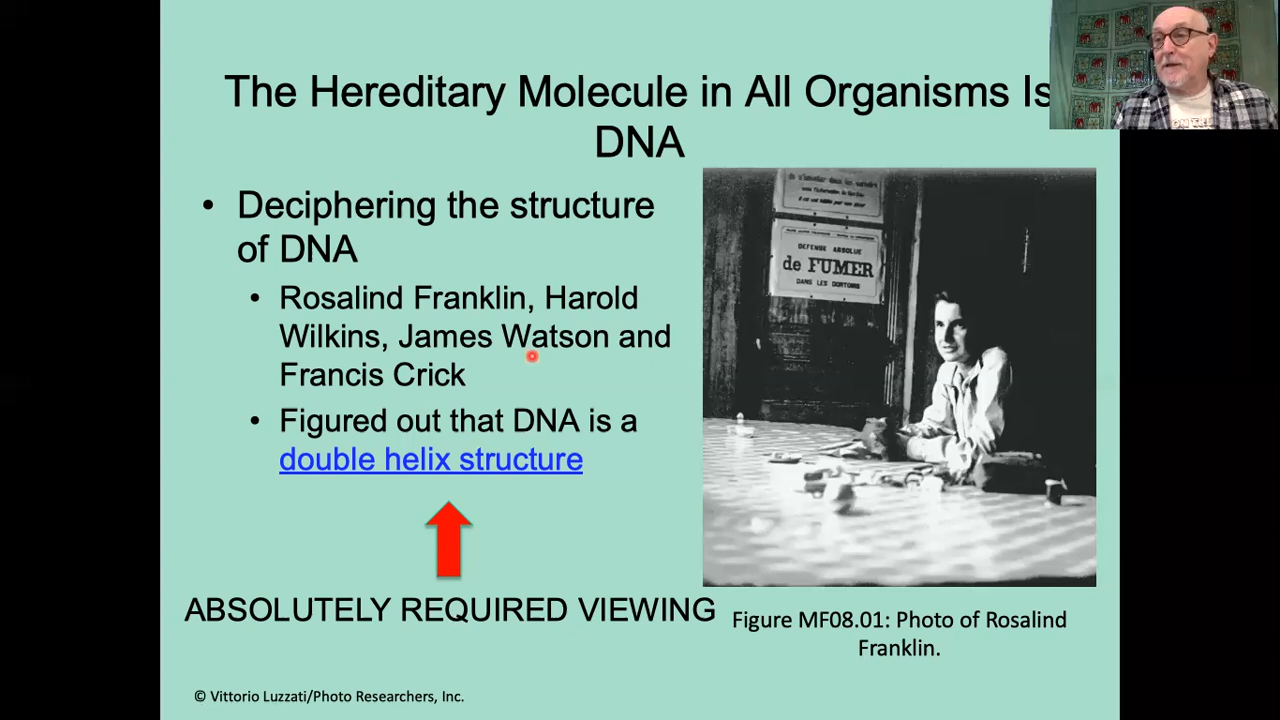 The Hereditary Molecule in All Organisms Is
DNA
• Deciphering the structure
of DNA
• Rosalind Franklin, Harold
Wilkins, James Watson and
Francis Crick
• Figured out that DNA is a
double helix structure
ABSOLUTELY REQUIRED VIEWING
DEFENSE ABSOLUE
de FUMER
DANS LES DORTOIRS
Figure MF08.01: Photo of Rosalind
Franklin.
© Vittorio Luzzati/Photo Researchers, Inc.